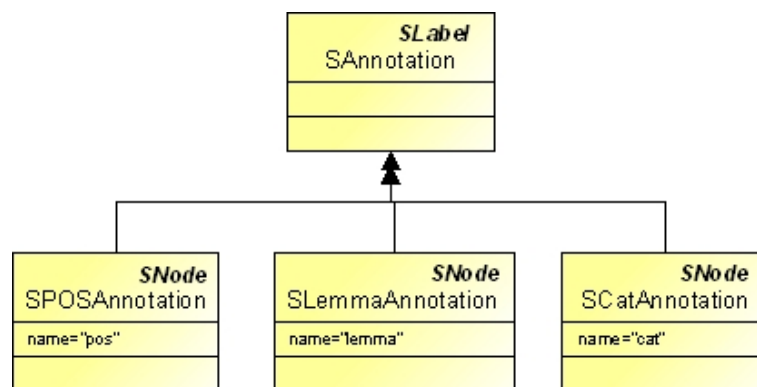 SLabel
SAnnotation
SNode
SPOSAnnotation
name="pos"
SNode
SLemmaAnnotation
name="lemma"
SNode
SCatAnnotation
name="cat"